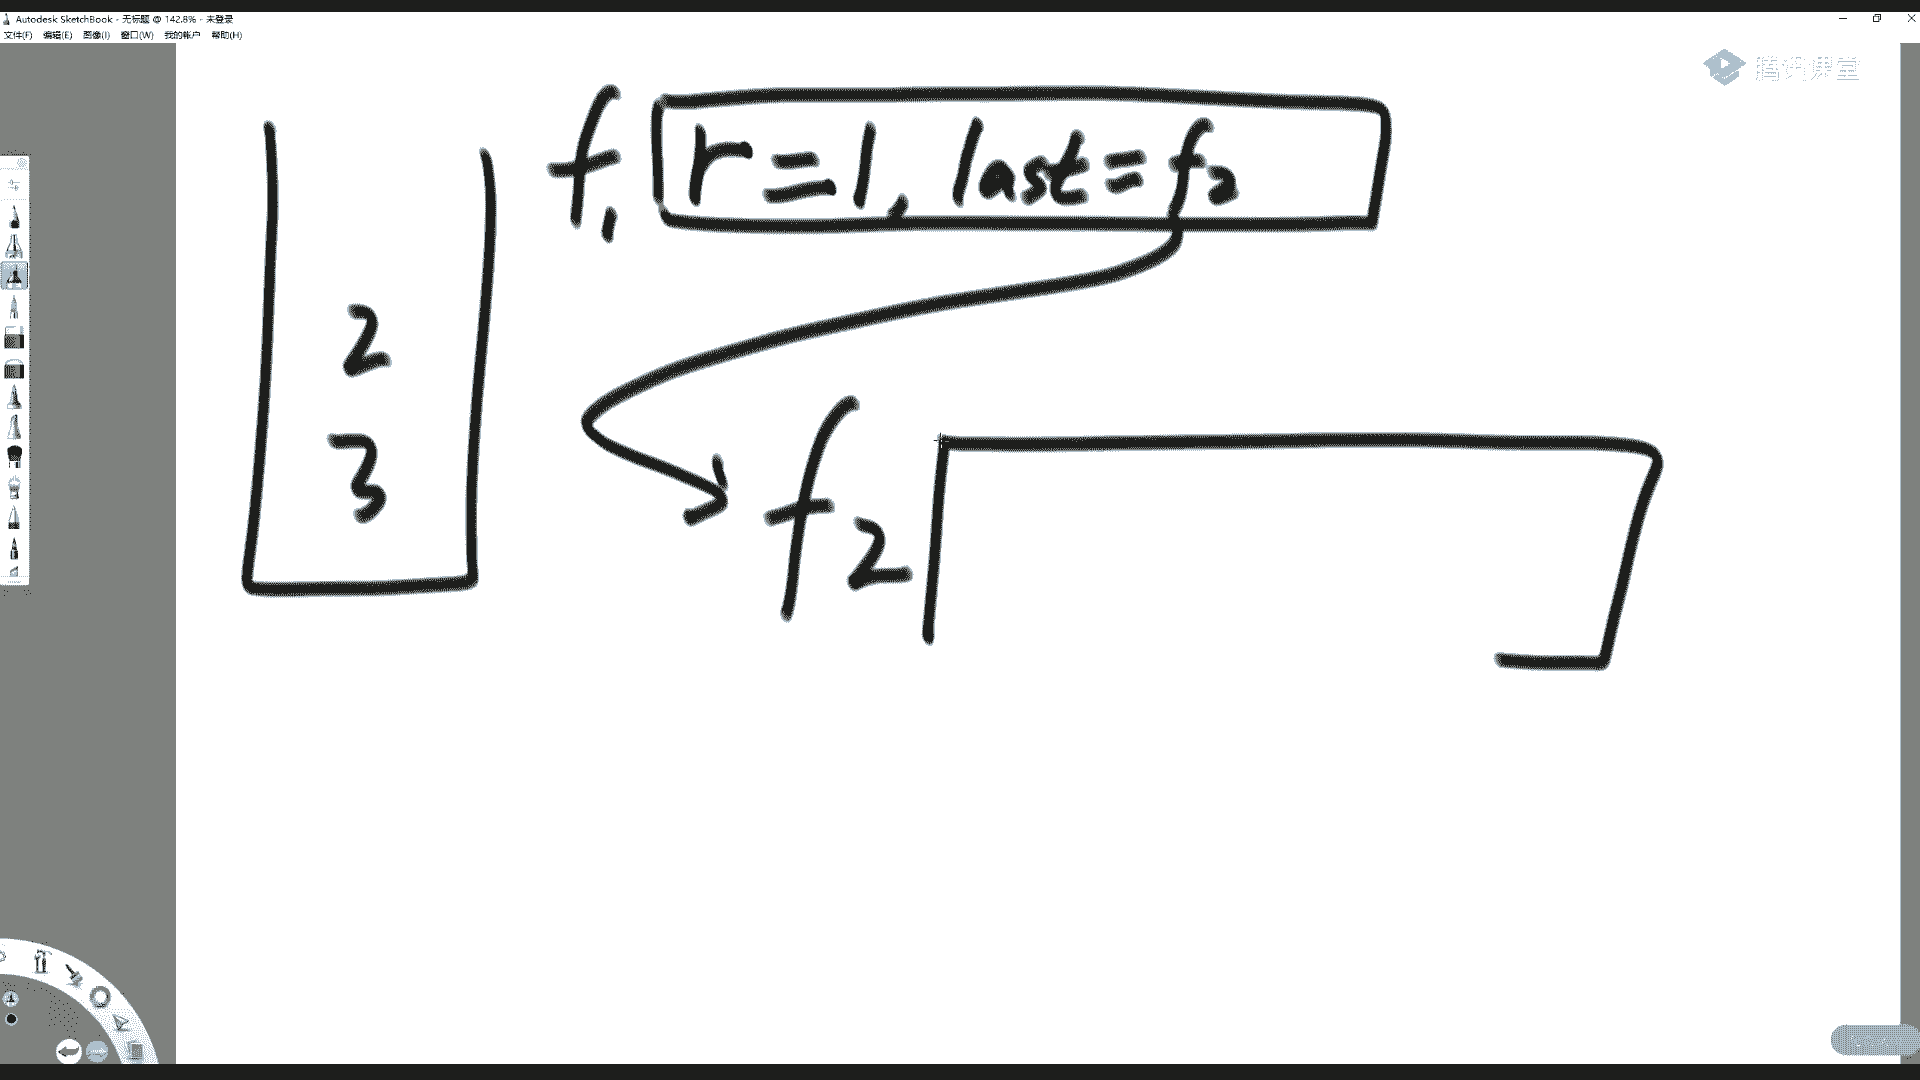 Autodesk SketchBook - 无标题 @ 142.8% - 未登录
文件(F) 编辑(E) 图像(I) 窗口(W) 我的帐户 帮助(H)
腾讯课堂
f1 r=1, last=f2
2
3
f2